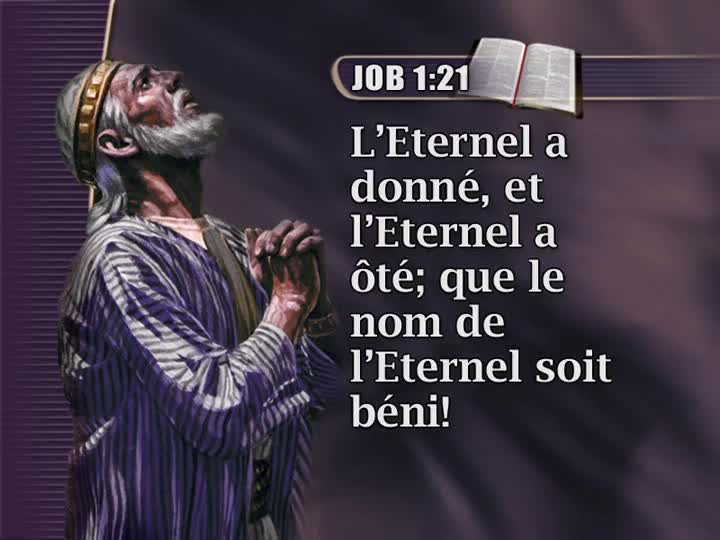 JOB 1:21
L’Eternel a
donné, et
l’Eternel a
ôté; que le
nom de
l’Eternel soit
béni!